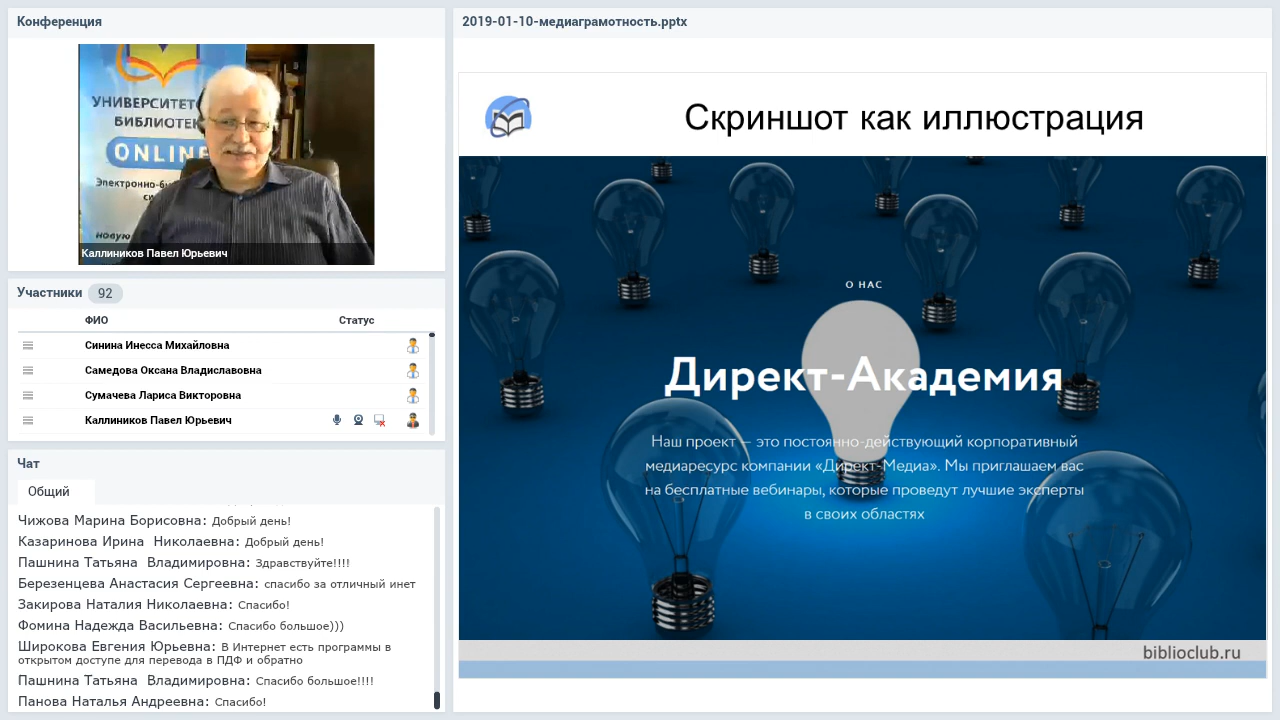 Конференция
УНИВЕРСИТЕТ
БИБЛИОТЕК
ONLINE
Каллиников Павел Юрьевич
Участники 92
ФИО Статус
Синина Инесса Михайловна
Самедова Оксана Владиславовна
Сумачева Лариса Викторовна
Каллиников Павел Юрьевич
Чат
Общий
Чижова Марина Борисовна: Добрый день!
Казаринова Ирина  Николаевна: Добрый день!
Пашнина Татьяна  Владимировна: Здравствуйте!!!!
Березенцева Анастасия Сергеевна: спасибо за отличный инет
Закирова Наталия Николаевна: Спасибо!
Фомина Надежда Васильевна: Спасибо большое)))
Широкова Евгения Юрьевна: В Интернет есть программы в
открытом доступе для перевода в ПДФ и обратно
Пашнина Татьяна  Владимировна: Спасибо большое!!!!
Панова Наталья Андреевна: Спасибо!
2019-01-10-медиаграмотность.pptx
Скриншот как иллюстрация
О НАС
Директ-Академия
Наш проект — это постоянно-действующий корпоративный
медиаресурс компании «Директ-Медиа». Мы приглашаем вас
на бесплатные вебинары, которые проведут лучшие эксперты
в своих областях
biblioclub.ru